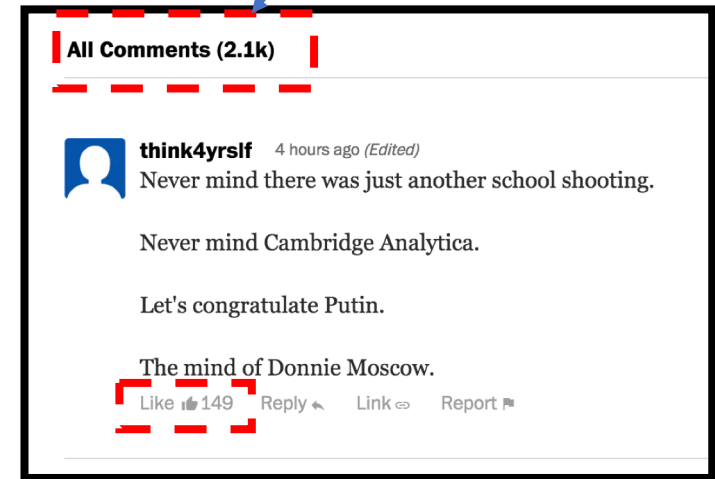 All Comments (2.1k)
think4yrslf 4 hours ago (Edited)
Never mind there was just another school shooting.
Never mind Cambridge Analytica.
Let's congratulate Putin.
The mind of Donnie Moscow.
Like 149 Reply Link Report